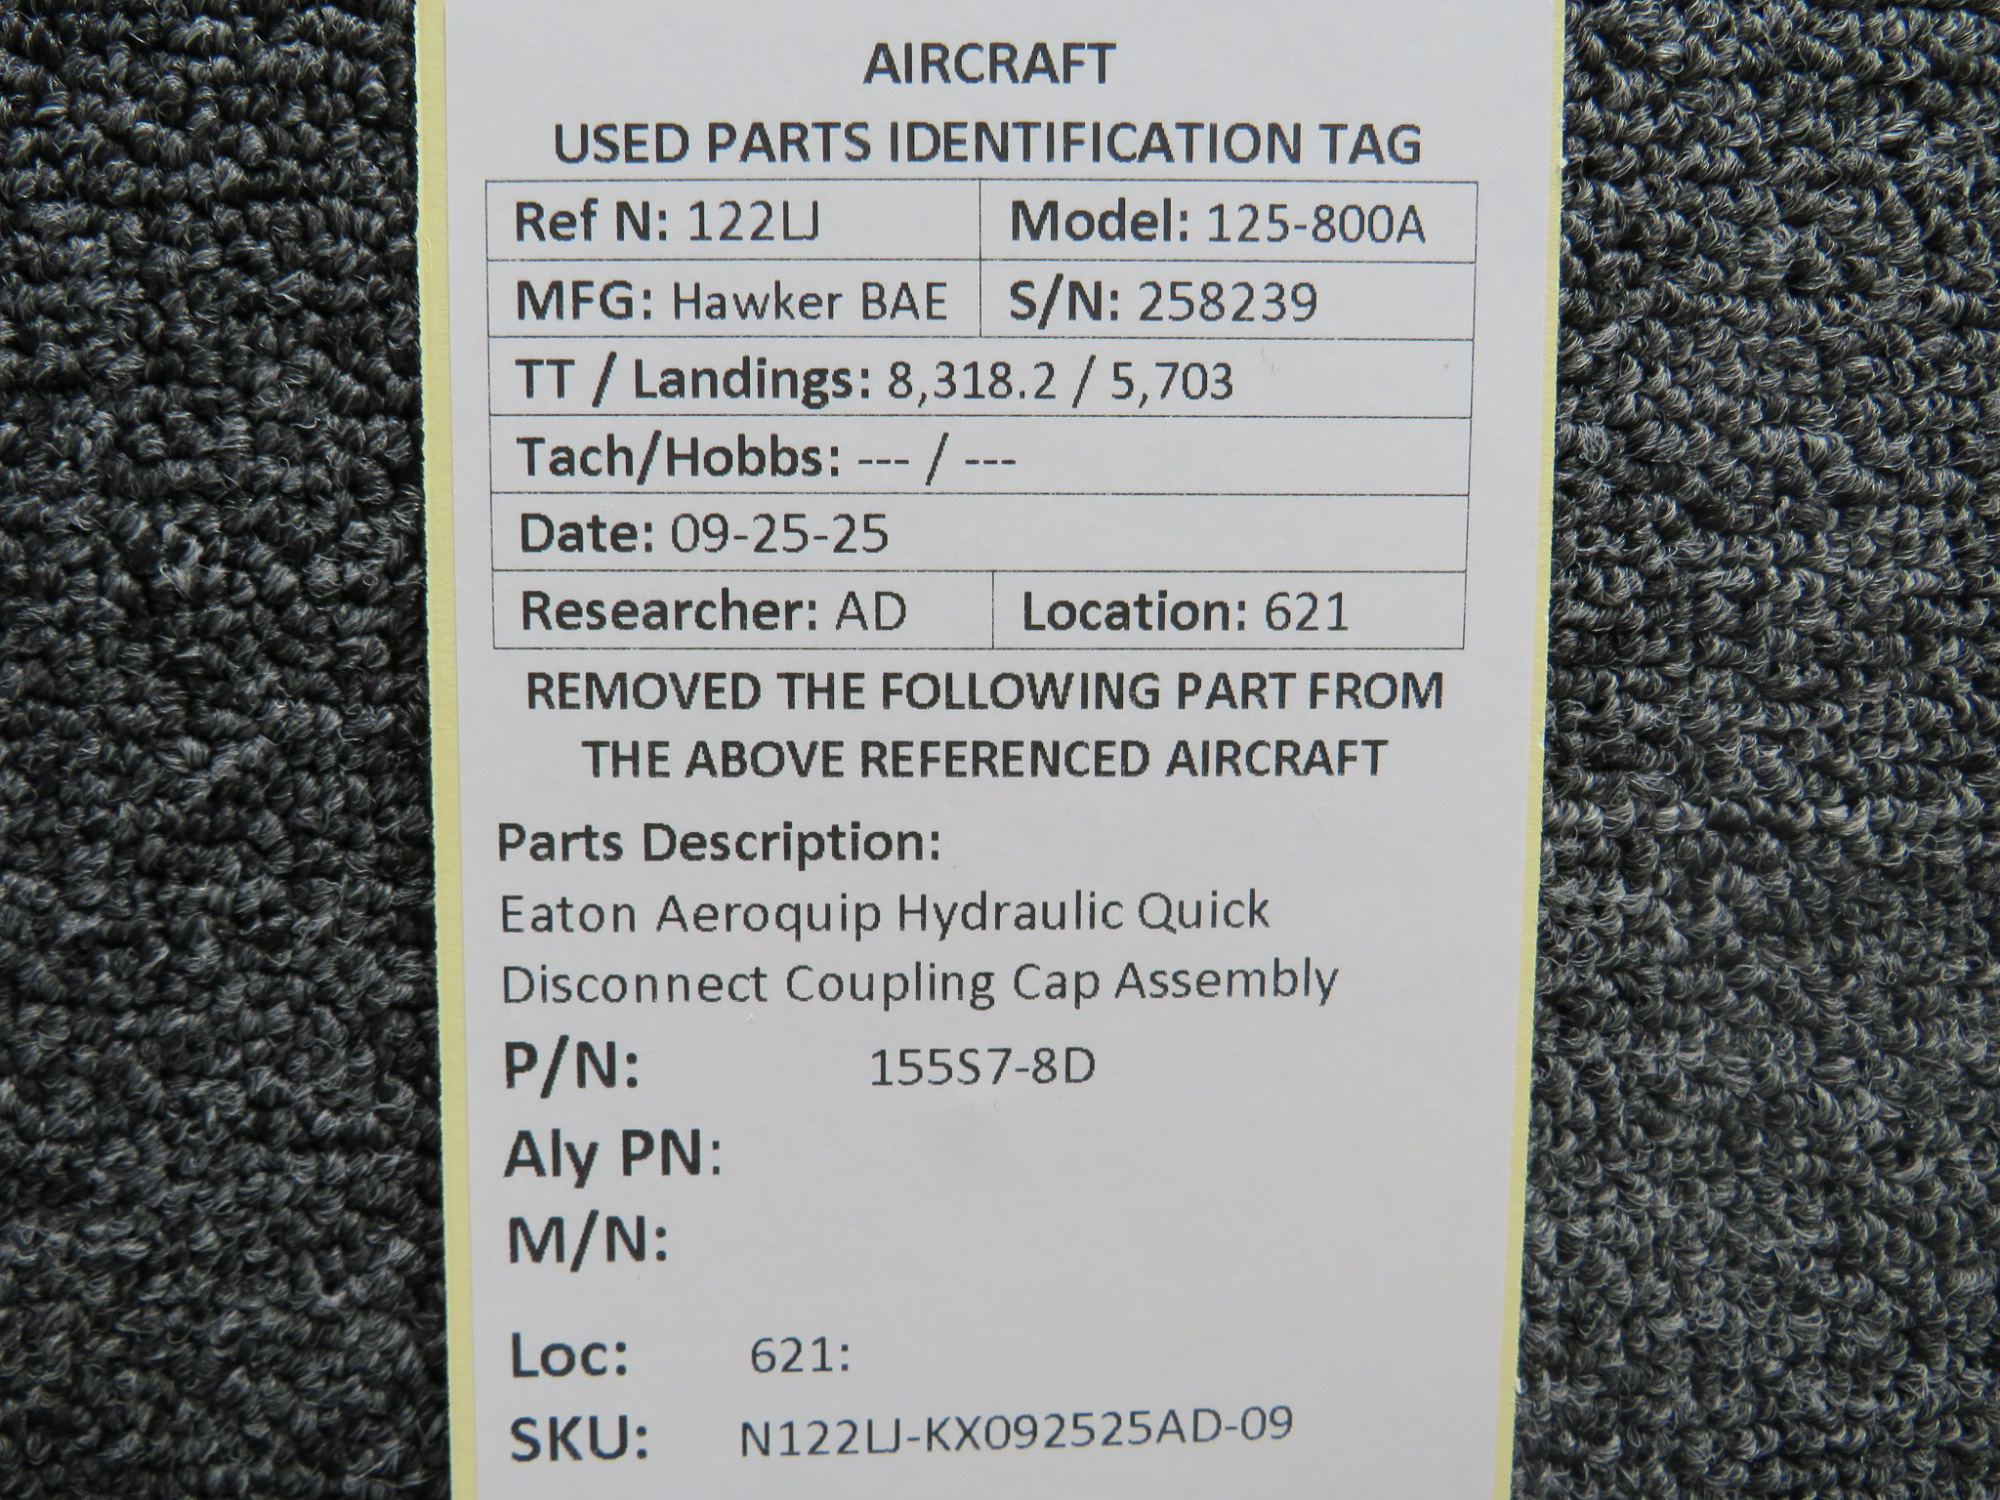 AIRCRAFT
USED PARTS IDENTIFICATION TAG
Ref N: 122LJ Model: 125-800A
MFG: Hawker BAE S/N: 258239
TT / Landings: 8,318.2 / 5,703
Tach/Hobbs: --- / ---
Date: 09-25-25
Researcher: AD Location: 621
REMOVED THE FOLLOWING PART FROM
THE ABOVE REFERENCED AIRCRAFT
Parts Description:
Eaton Aeroquip Hydraulic Quick
Disconnect Coupling Cap Assembly
P/N: 155S7-8D
Aly PN:
M/N:
Loc: 621:
SKU: N122LJ-KX092525AD-09